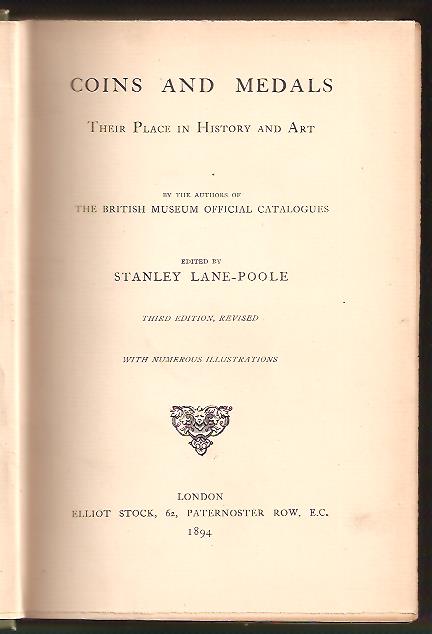 COINS AND MEDALS
THEIR PLACE IN HISTORY AND ART
BY THE AUTHORS OF
THE BRITISH MUSEUM OFFICIAL CATALOGUES
EDITED BY
STANLEY LANE-POOLE
THIRD EDITION, REVISED
WITH NUMEROUS ILLUSTRATIONS
LONDON
ELLIOT STOCK, 62, PATERNOSTER ROW, E.C.
1894